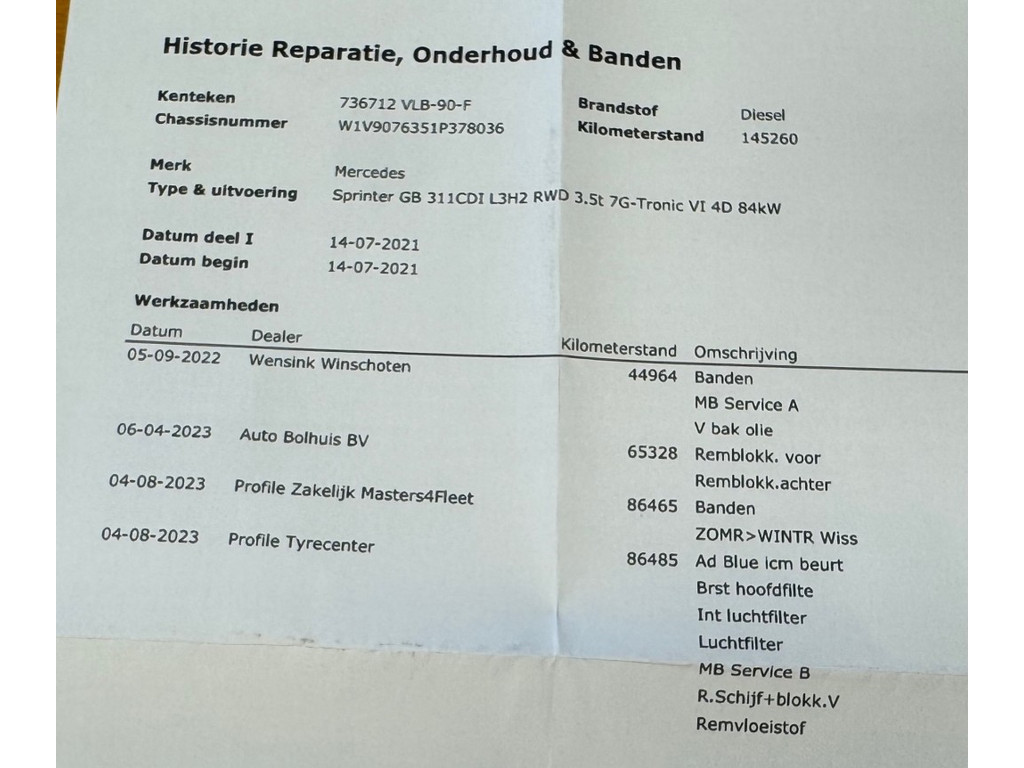 Historie Reparatie, Onderhoud & Banden
Kenteken 736712 VLB-90-F Brandstof Diesel
Chassisnummer W1V9076351P378036 Kilometerstand 145260
Merk Mercedes
Type & uitvoering Sprinter GB 311CDI L3H2 RWD 3.5t 7G-Tronic VI 4D 84kW
Datum deel I 14-07-2021
Datum begin 14-07-2021
Werkzaamheden
Datum Dealer Kilometerstand Omschrijving
05-09-2022 Wensink Winschoten 44964 Banden
MB Service A
V bak olie
06-04-2023 Auto Bolhuis BV 65328 Remblokk. voor
Remblokk.achter
04-08-2023 Profile Zakelijk Masters4Fleet 86465 Banden
ZOMR>WINTR Wiss
04-08-2023 Profile Tyrecenter 86485 Ad Blue icm beurt
Brst hoofdfilte
Int luchtfilter
Luchtfilter
MB Service B
R.Schijf+blokk.V
Remvloeistof